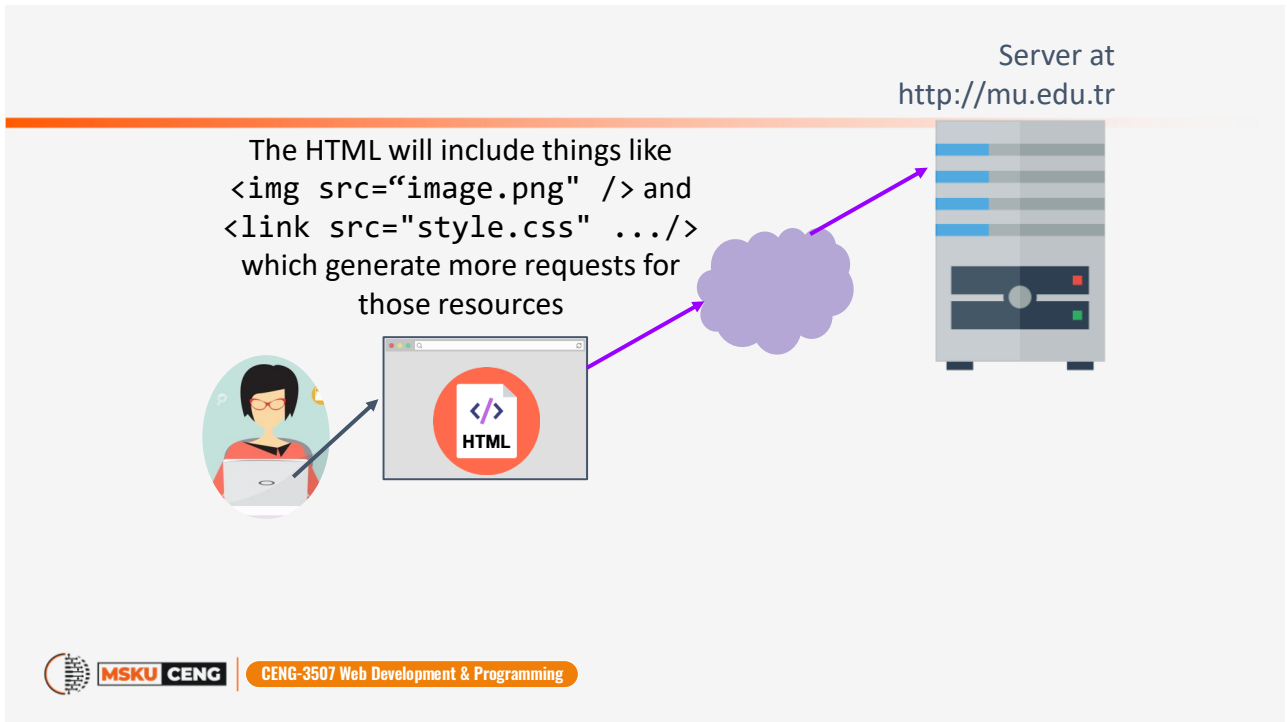 Server at
http://mu.edu.tr
The HTML will include things like
<img src=“image.png" /> and
<link src="style.css" .../>
which generate more requests for
those resources
</>
HTML
MSKU CENG
CENG-3507 Web Development & Programming